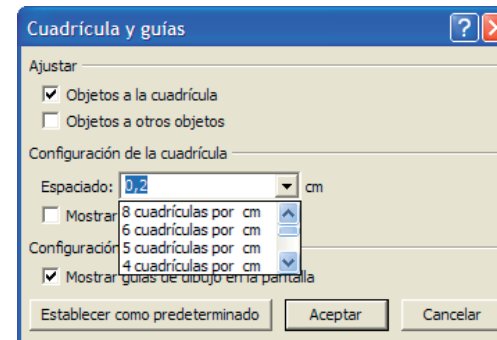 Cuadrícula y guías
Ajustar
Objetos a la cuadrícula
Objetos a otros objetos
Configuración de la cuadrícula
Espaciado: 0,2 cm
Mostrar
8 cuadrículas por cm
6 cuadrículas por cm
5 cuadrículas por cm
4 cuadrículas por cm
Configuración
Mostrar guías de dibujo en la pantalla
Establecer como predeterminado Aceptar Cancelar